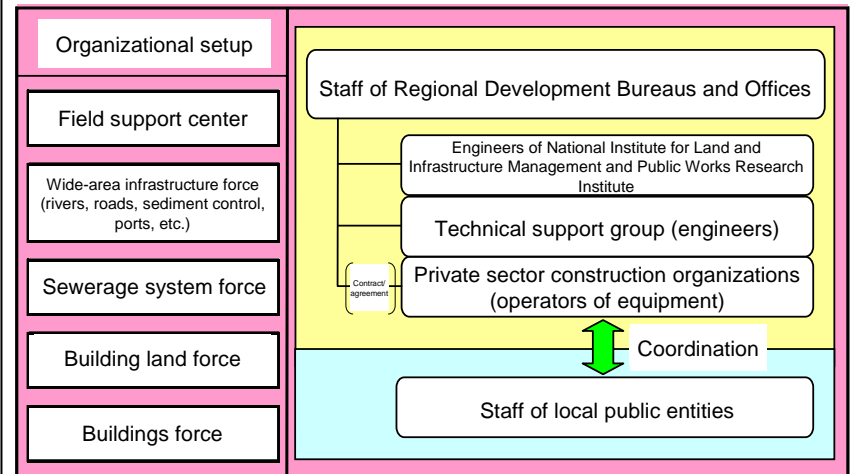 Organizational setup
Field support center
Wide-area infrastructure force
(rivers, roads, sediment control,
ports, etc.)
Sewerage system force
Building land force
Buildings force
Staff of Regional Development Bureaus and Offices
Engineers of National Institute for Land and
Infrastructure Management and Public Works Research
Institute
Technical support group (engineers)
Contract/
agreement
Private sector construction organizations
(operators of equipment)
Coordination
Staff of local public entities